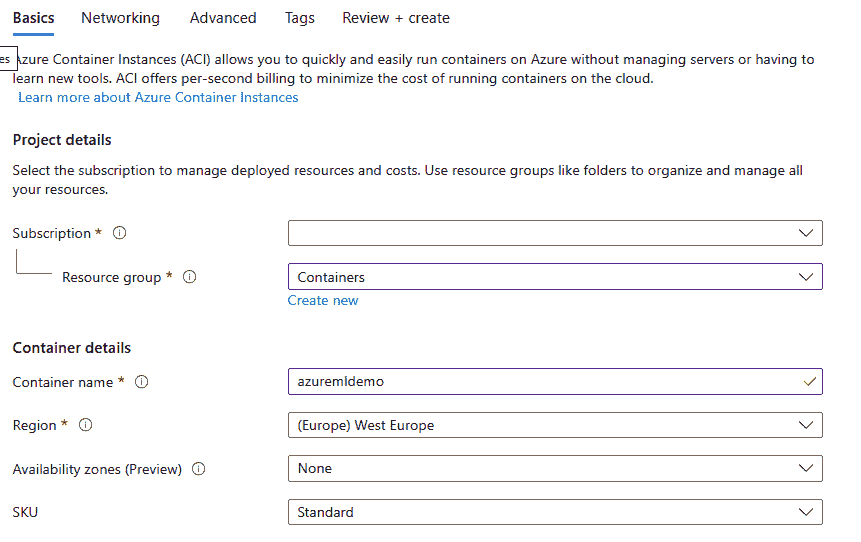 Basics Networking Advanced Tags Review + create
es
Azure Container Instances (ACI) allows you to quickly and easily run containers on Azure without managing servers or having to
learn new tools. ACI offers per-second billing to minimize the cost of running containers on the cloud.
Learn more about Azure Container Instances
Project details
Select the subscription to manage deployed resources and costs. Use resource groups like folders to organize and manage all
your resources.
Subscription *
Resource group * Containers
Create new
Container details
Container name * azuremldemo
Region * (Europe) West Europe
Availability zones (Preview) None
SKU Standard